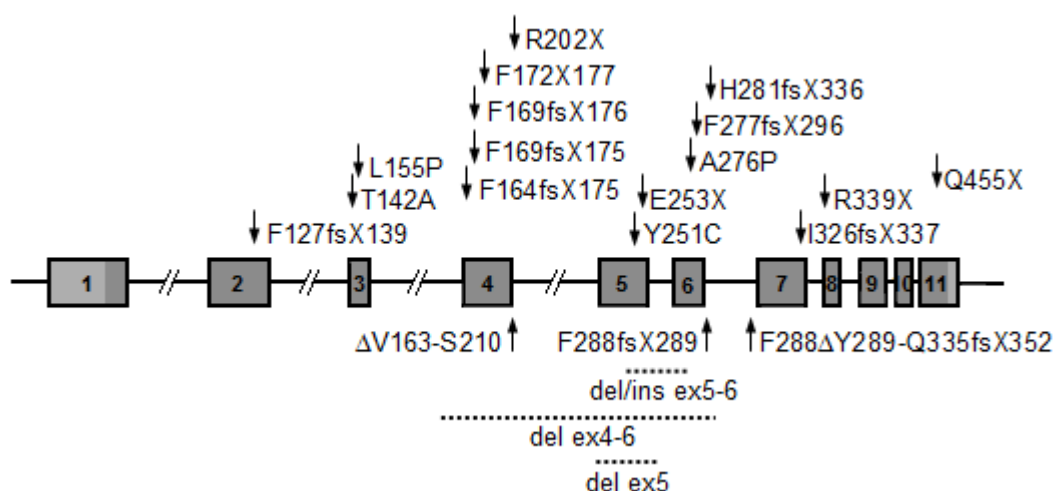 R202X
F172X177
H281fsX336
F169fsX176
F277fsX296
F169fsX175
A276P
L155P
Q455X
F164fsX175
T142A
E253X
R339X
F127fsX139
Y251C
I326fsX337
1
2
3
4
5
6
7
8
9
10
11
ΔV163-S210
F288fsX289
F288ΔY289-Q335fsX352
del/ins ex5-6
del ex4-6
del ex5